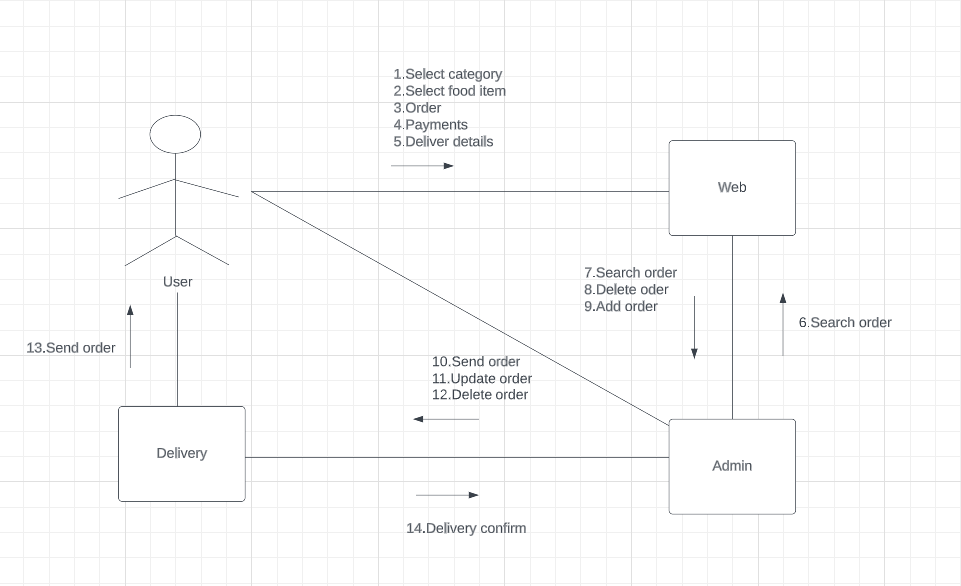 1.Select category
2.Select food item
3.Order
4.Payments
5.Deliver details
Web
User
7.Search order
8.Delete oder
9.Add order
6.Search order
13.Send order
10.Send order
11.Update order
12.Delete order
Delivery
Admin
14.Delivery confirm